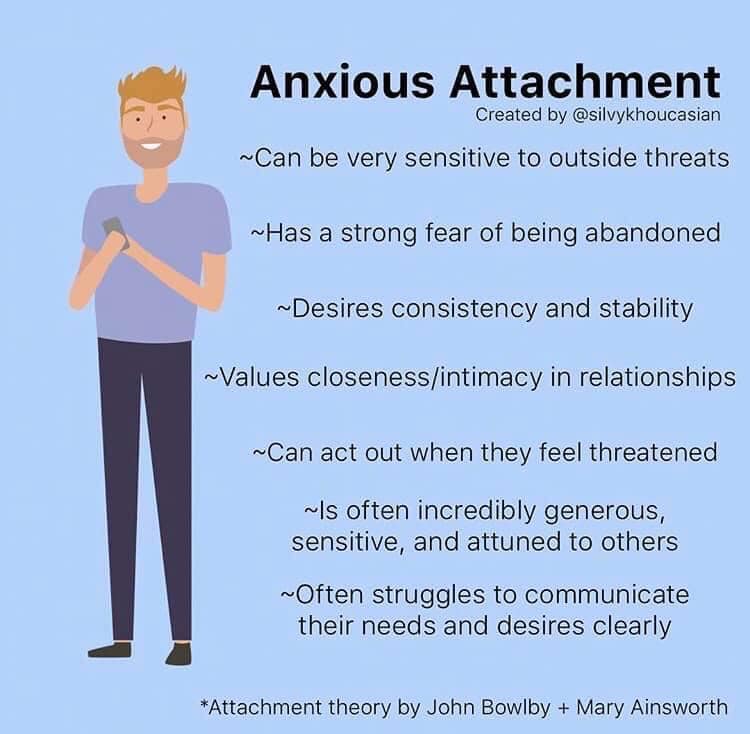 Anxious Attachment
Created by @silvykhoucasian
~Can be very sensitive to outside threats
~Has a strong fear of being abandoned
~Desires consistency and stability
~Values closeness/intimacy in relationships
~Can act out when they feel threatened
~Is often incredibly generous,
sensitive, and attuned to others
~Often struggles to communicate
their needs and desires clearly
*Attachment theory by John Bowlby + Mary Ainsworth